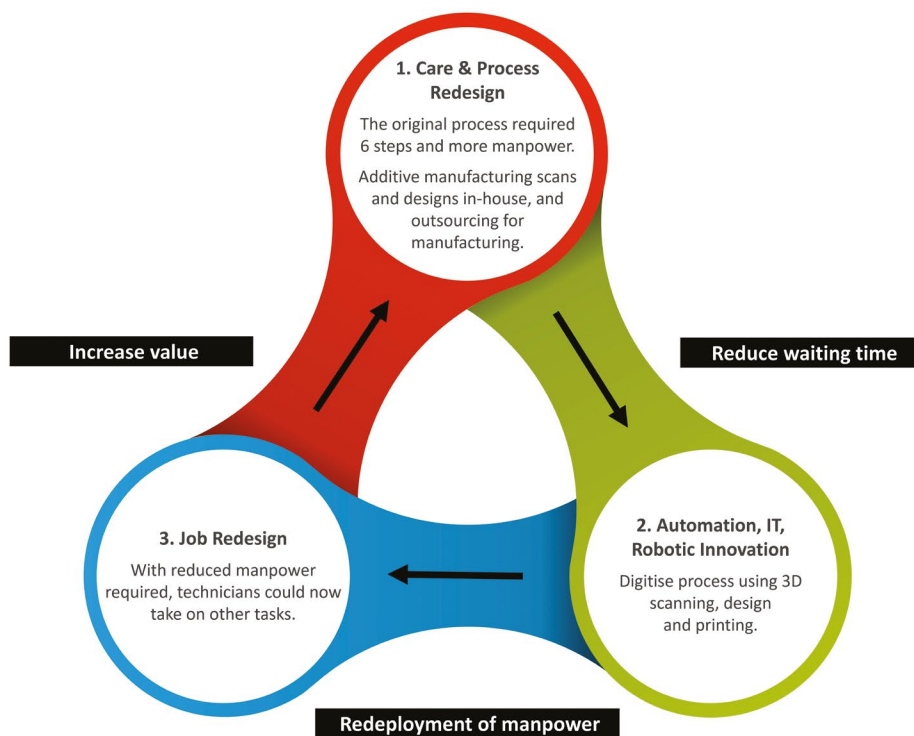 1. Care & Process
Redesign
The original process required
6 steps and more manpower.
Additive manufacturing scans
and designs in-house, and
outsourcing for
manufacturing.
Increase value
Reduce waiting time
3. Job Redesign
With reduced manpower
required, technicians could now
take on other tasks.
2. Automation, IT,
Robotic Innovation
Digitise process using 3D
scanning, design
and printing.
Redeployment of manpower